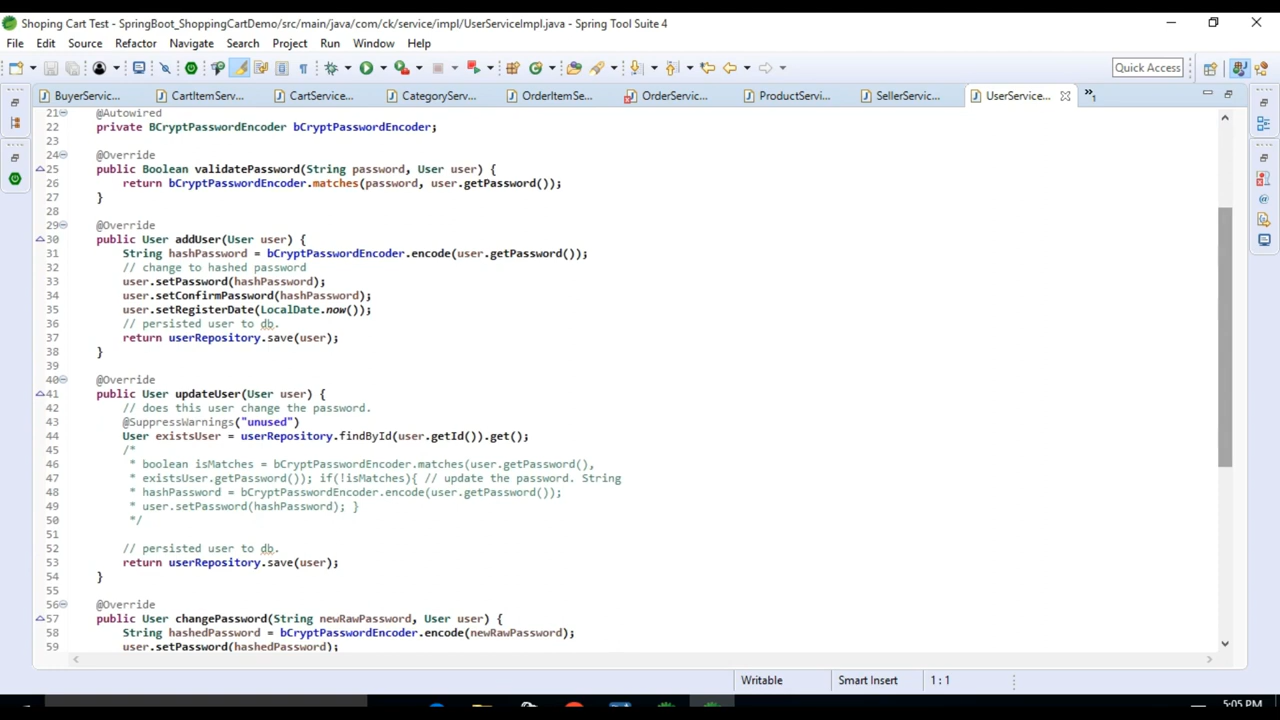 Shoping Cart Test - SpringBoot_ShoppingCartDemo/src/main/java/com/ck/service/impl/UserServiceImpl.java - Spring Tool Suite 4
File Edit Source Refactor Navigate Search Project Run Window Help
Quick Access
BuyerServic... CartItemServ... CartService... CategoryServ... OrderItemSe... OrderServic... ProductServi... SellerServic... UserService... »1
21 @Autowired
22 private BCryptPasswordEncoder bCryptPasswordEncoder;
23
24 @Override
25 public Boolean validatePassword(String password, User user) {
26 return bCryptPasswordEncoder.matches(password, user.getPassword());
27 }
28
29 @Override
30 public User addUser(User user) {
31 String hashPassword = bCryptPasswordEncoder.encode(user.getPassword());
32 // change to hashed password
33 user.setPassword(hashPassword);
34 user.setConfirmPassword(hashPassword);
35 user.setRegisterDate(LocalDate.now());
36 // persisted user to db.
37 return userRepository.save(user);
38 }
39
40 @Override
41 public User updateUser(User user) {
42 // does this user change the password.
43 @SuppressWarnings("unused")
44 User existsUser = userRepository.findById(user.getId()).get();
45 /*
46 * boolean isMatches = bCryptPasswordEncoder.matches(user.getPassword(),
47 * existsUser.getPassword()); if(!isMatches){ // update the password. String
48 * hashPassword = bCryptPasswordEncoder.encode(user.getPassword());
49 * user.setPassword(hashPassword); }
50 */
51
52 // persisted user to db.
53 return userRepository.save(user);
54 }
55
56 @Override
57 public User changePassword(String newRawPassword, User user) {
58 String hashedPassword = bCryptPasswordEncoder.encode(newRawPassword);
59 user.setPassword(hashedPassword);
Writable Smart Insert 1 : 1
5:05 PM